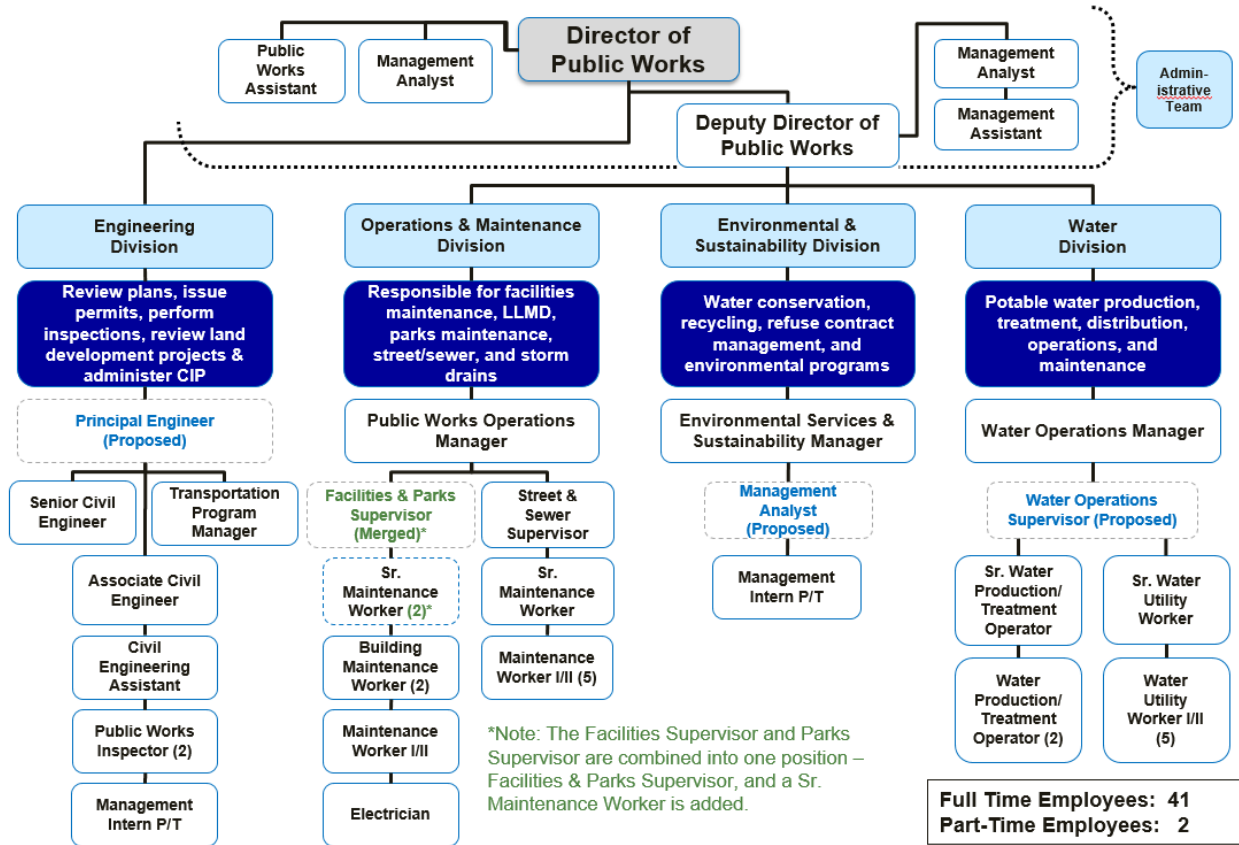 Director of
Public Works
Public
Works
Assistant
Management
Analyst
Management
Analyst
Management
Assistant
Admin-
istrative
Team
Deputy Director of
Public Works
Engineering
Division
Operations & Maintenance
Division
Environmental &
Sustainability Division
Water
Division
Review plans, issue
permits, perform
inspections, review land
development projects &
administer CIP
Responsible for facilities
maintenance, LLMD,
parks maintenance,
street/sewer, and storm
drains
Water conservation,
recycling, refuse contract
management, and
environmental programs
Potable water production,
treatment, distribution,
operations, and
maintenance
Principal Engineer
(Proposed)
Public Works Operations
Manager
Environmental Services &
Sustainability Manager
Water Operations Manager
Senior Civil
Engineer
Transportation
Program
Manager
Facilities & Parks
Supervisor
(Merged)*
Street &
Sewer
Supervisor
Management
Analyst
(Proposed)
Water Operations
Supervisor (Proposed)
Associate Civil
Engineer
Sr.
Maintenance
Worker (2)*
Sr.
Maintenance
Worker
Management
Intern P/T
Sr. Water
Production/
Treatment
Operator
Sr. Water
Utility
Worker
Civil
Engineering
Assistant
Building
Maintenance
Worker (2)
Maintenance
Worker I/II (5)
Water
Production/
Treatment
Operator (2)
Water
Utility
Worker I/II
(5)
Public Works
Inspector (2)
Maintenance
Worker I/II
Management
Intern P/T
Electrician
*Note: The Facilities Supervisor and Parks
Supervisor are combined into one position –
Facilities & Parks Supervisor, and a Sr.
Maintenance Worker is added.
Full Time Employees: 41
Part-Time Employees: 2